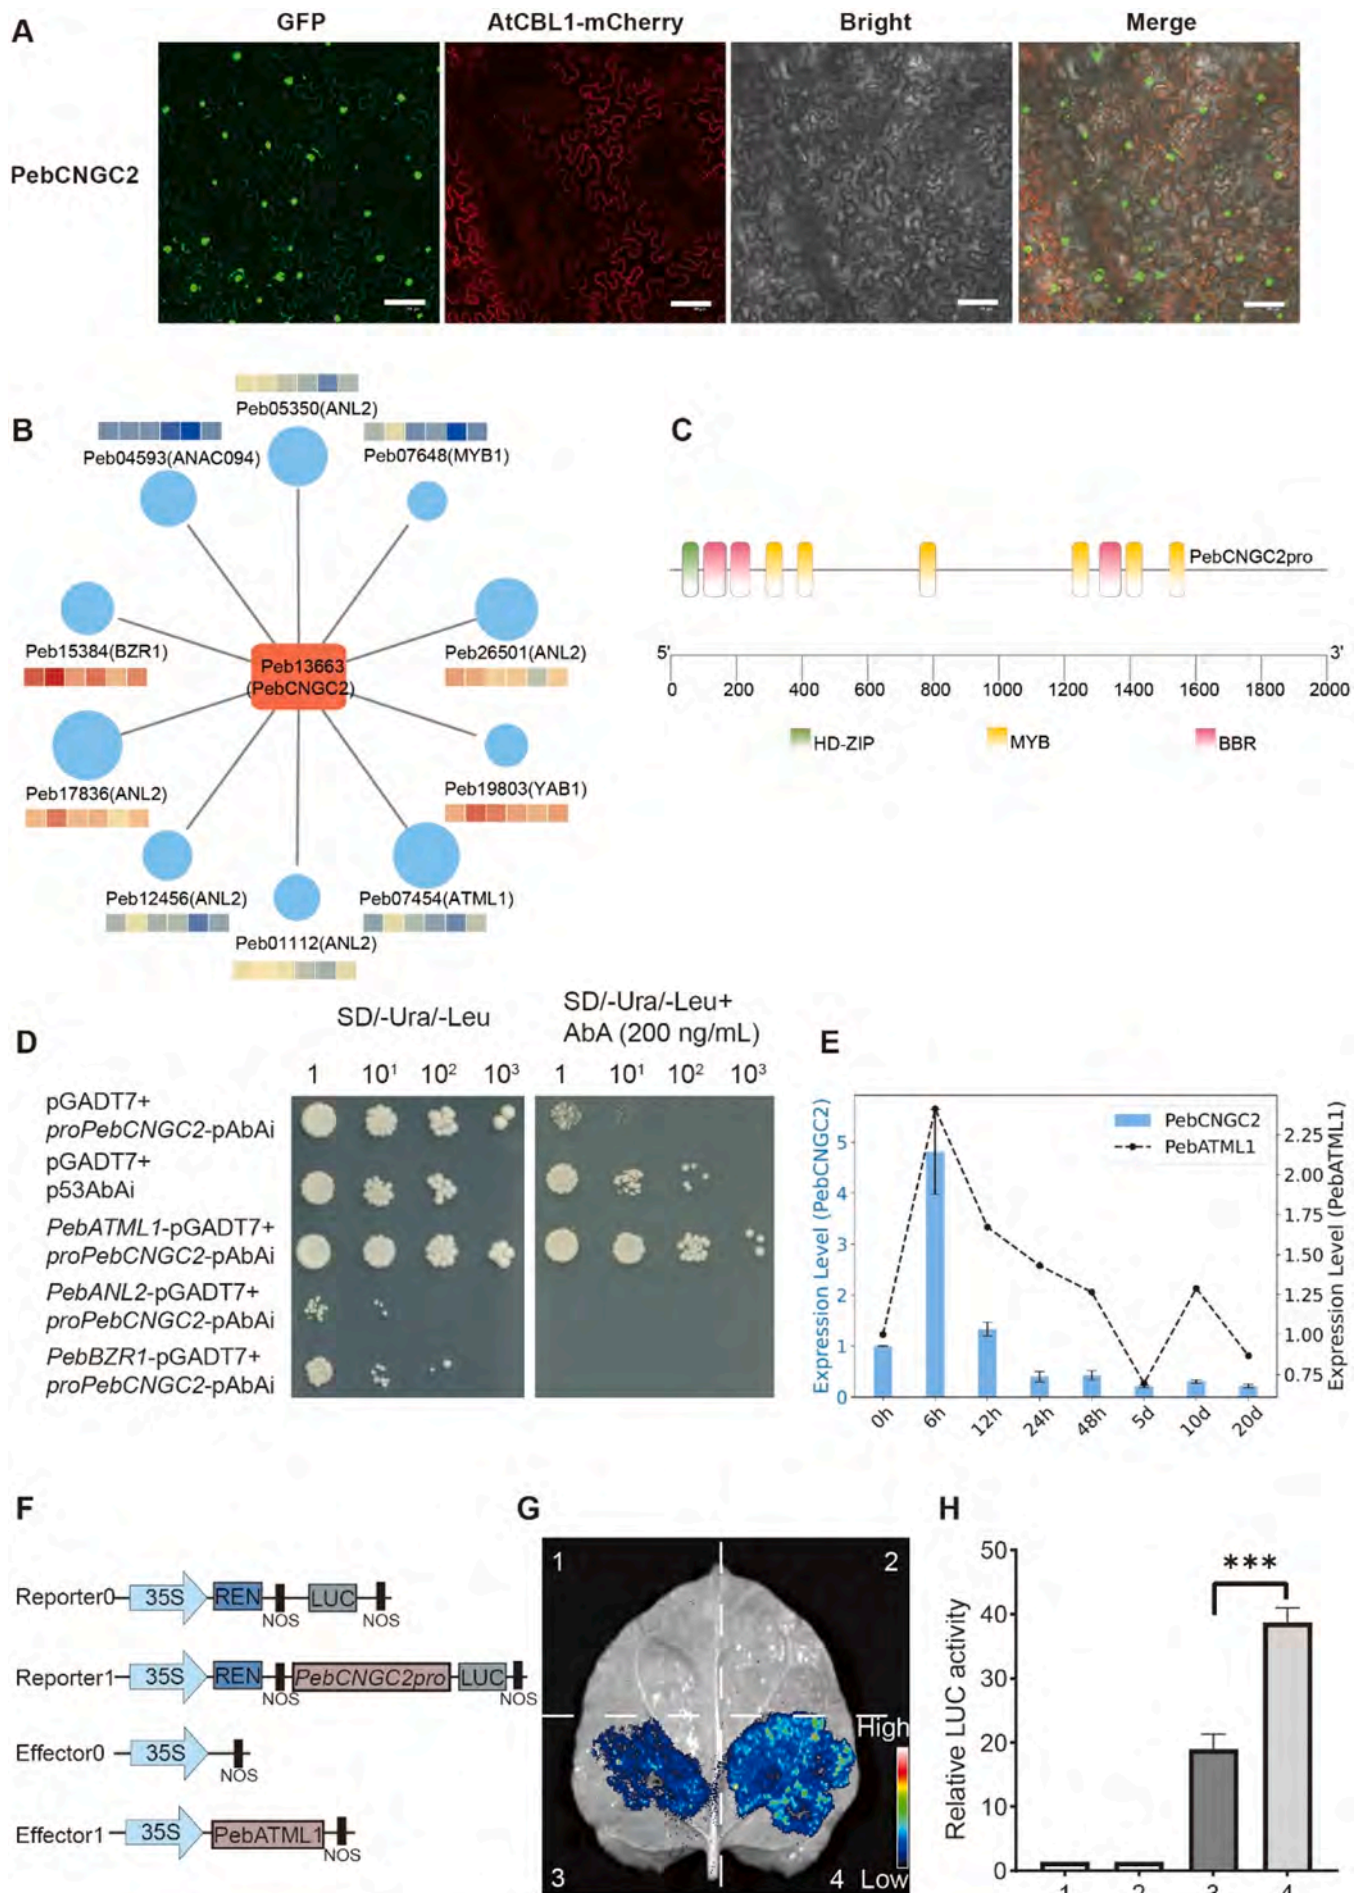 A
GFP
AtCBL1-mCherry
Bright
Merge
PebCNGC2
B
Peb05350(ANL2)
Peb04593(ANAC094)
Peb07648(MYB1)
Peb15384(BZR1)
Peb26501(ANL2)
Peb13663
(PebCNGC2)
Peb17836(ANL2)
Peb19803(YAB1)
Peb12456(ANL2)
Peb07454(ATML1)
Peb01112(ANL2)
C
PebCNGC2pro
5'
3'
0 200 400 600 800 1000 1200 1400 1600 1800 2000
HD-ZIP
MYB
BBR
D
SD/-Ura/-Leu
SD/-Ura/-Leu+
AbA (200 ng/mL)
1 10¹ 10² 10³
1 10¹ 10² 10³
pGADT7+
proPebCNGC2-pAbAi
pGADT7+
p53AbAi
PebATML1-pGADT7+
proPebCNGC2-pAbAi
PebANL2-pGADT7+
proPebCNGC2-pAbAi
PebBZR1-pGADT7+
proPebCNGC2-pAbAi
E
Expression Level (PebCNGC2)
5
4
3
2
1
0
PebCNGC2
PebATML1
2.25
2.00
1.75
1.50
1.25
1.00
0.75
Expression Level (PebATML1)
0h 6h 12h 24h 48h 5d 10d 20d
F
Reporter0 35S REN NOS LUC NOS
Reporter1 35S REN NOS PebCNGC2pro LUC NOS
Effector0 35S NOS
Effector1 35S PebATML1 NOS
G
1
2
3
4
High
Low
H
Relative LUC activity
50
40
30
20
10
0
***
1 2 3 4